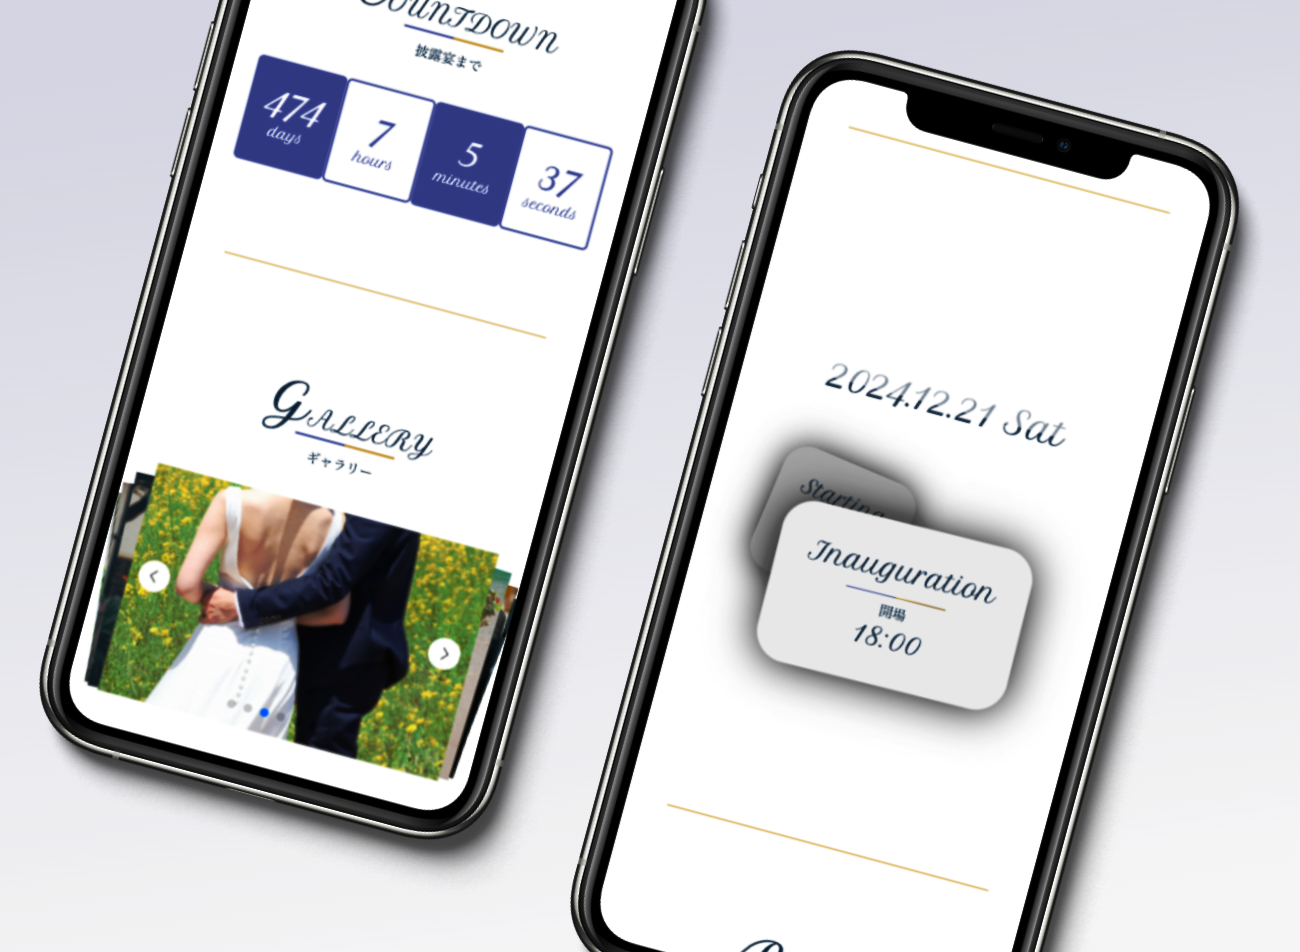 COUNTDOWN
披露宴まで
474
days
7
hours
5
minutes
37
seconds
GALLERY
ギャラリー
2024.12.21 Sat
Starting
Inauguration
開場
18:00